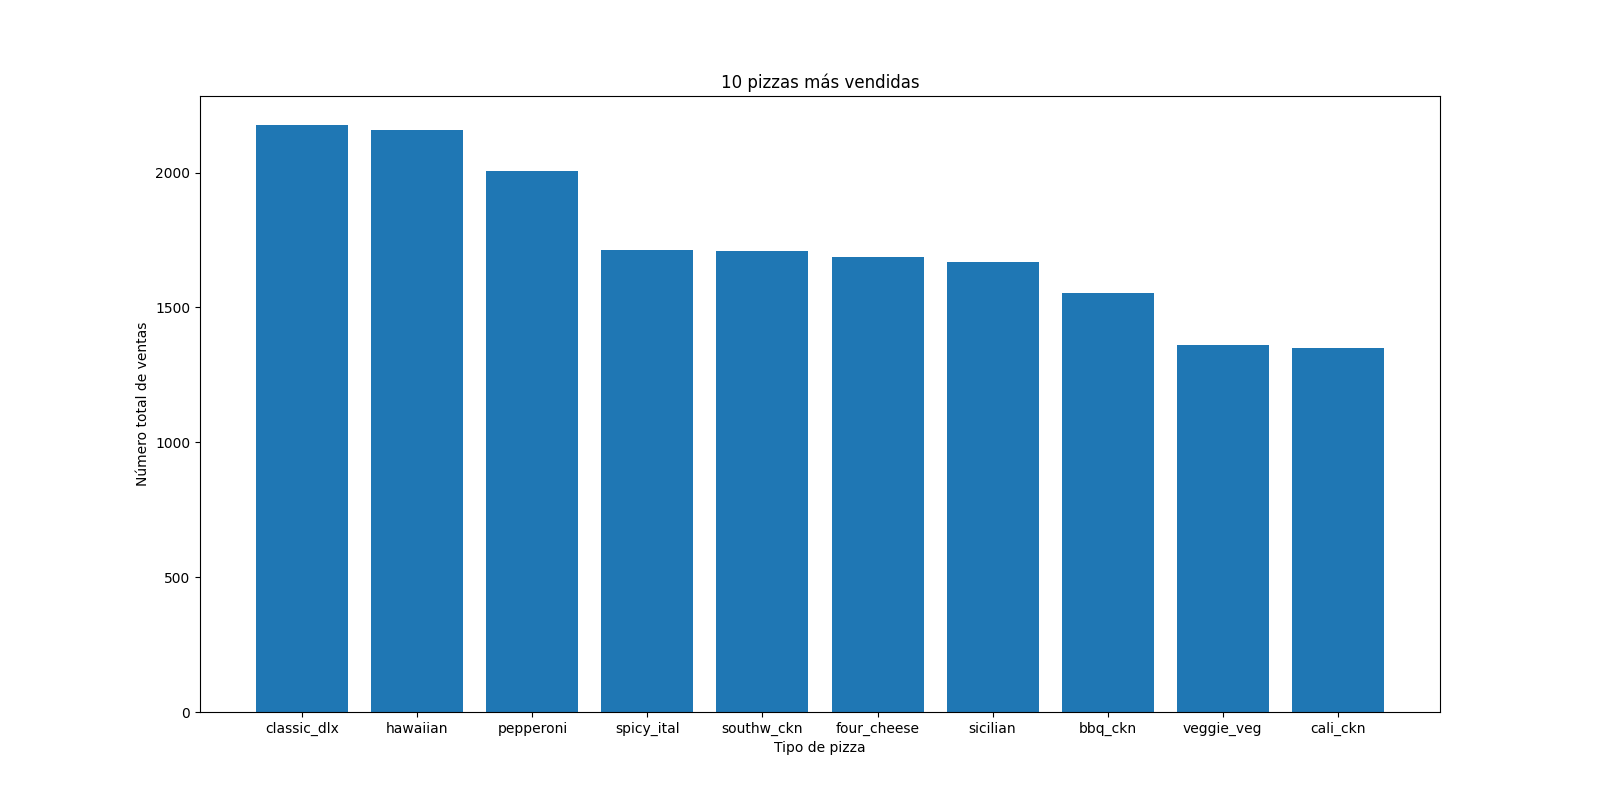 10 pizzas más vendidas
Número total de ventas
2000
1500
1000
500
0
classic_dlx hawaiian pepperoni spicy_ital southw_ckn four_cheese sicilian bbq_ckn veggie_veg cali_ckn
Tipo de pizza